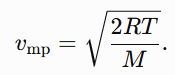 v_mp = √(2RT / M).